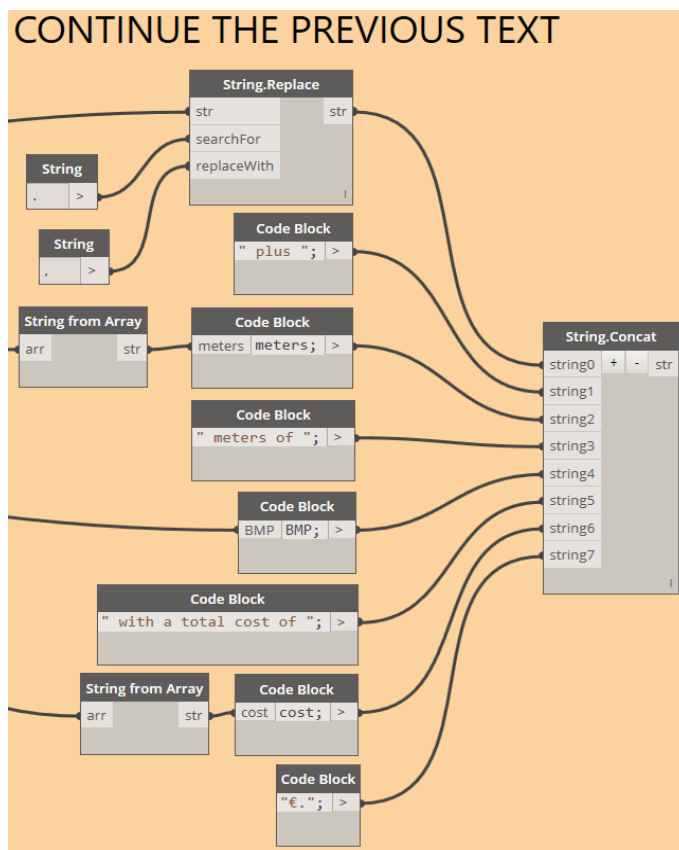 CONTINUE THE PREVIOUS TEXT
String.Replace
str str
searchFor
replaceWith
String
. >
String
, >
Code Block
" plus "; >
String from Array
arr str
Code Block
meters meters; >
String.Concat
string0 + - str
string1
string2
string3
string4
string5
string6
string7
Code Block
" meters of "; >
Code Block
BMP BMP; >
Code Block
" with a total cost of "; >
String from Array
arr str
Code Block
cost cost; >
Code Block
"€."; >